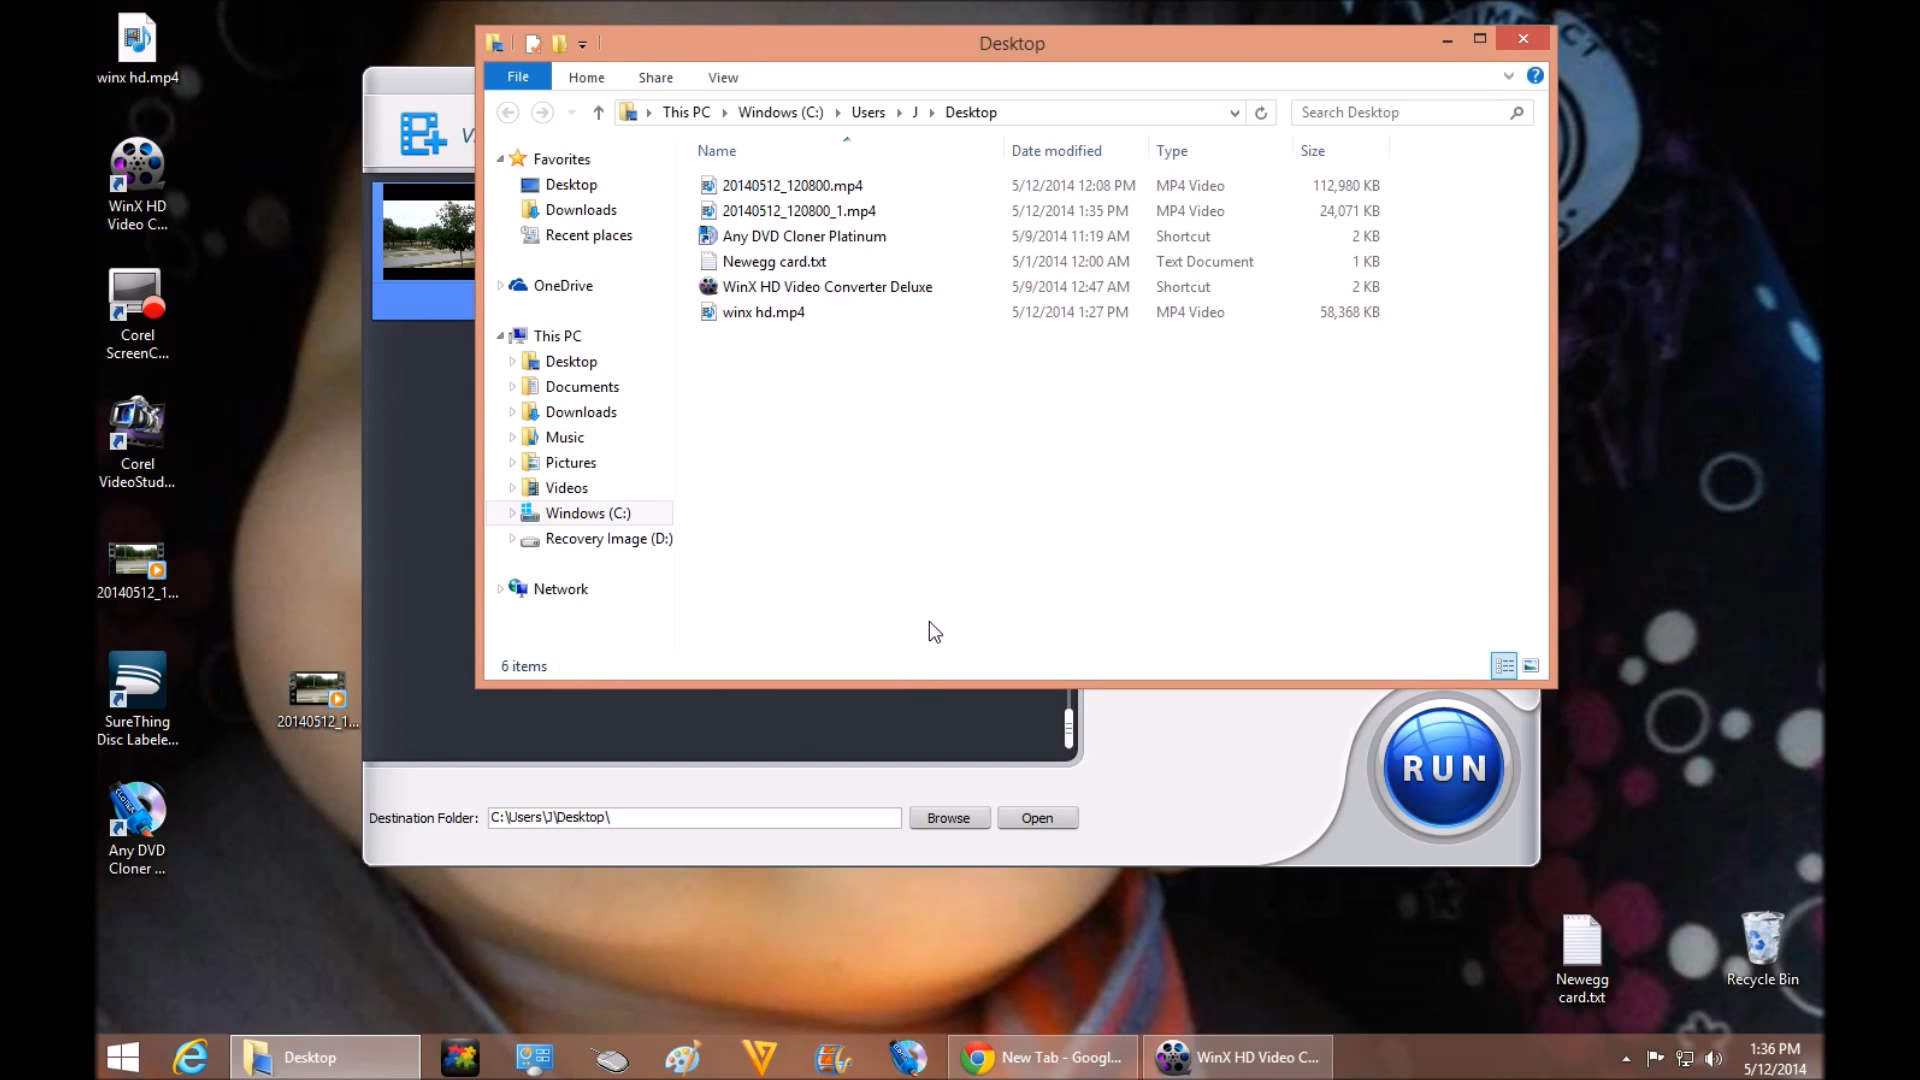 winx hd.mp4
WinX HD
Video C...
Corel
ScreenC...
Corel
VideoStud...
20140512_1...
SureThing
Disc Labele...
Any DVD
Cloner ...
20140512_1...
Desktop
File Home Share View
This PC Windows (C:) Users J Desktop
Search Desktop
Name Date modified Type Size
20140512_120800.mp4 5/12/2014 12:08 PM MP4 Video 112,980 KB
20140512_120800_1.mp4 5/12/2014 1:35 PM MP4 Video 24,071 KB
Any DVD Cloner Platinum 5/9/2014 11:19 AM Shortcut 2 KB
Newegg card.txt 5/1/2014 12:00 AM Text Document 1 KB
WinX HD Video Converter Deluxe 5/9/2014 12:47 AM Shortcut 2 KB
winx hd.mp4 5/12/2014 1:27 PM MP4 Video 58,368 KB
Favorites
Desktop
Downloads
Recent places
OneDrive
This PC
Desktop
Documents
Downloads
Music
Pictures
Videos
Windows (C:)
Recovery Image (D:)
Network
6 items
RUN
Destination Folder: C:\Users\J\Desktop\ Browse Open
Newegg
card.txt
Recycle Bin
Desktop
New Tab - Googl...
WinX HD Video C...
1:36 PM
5/12/2014